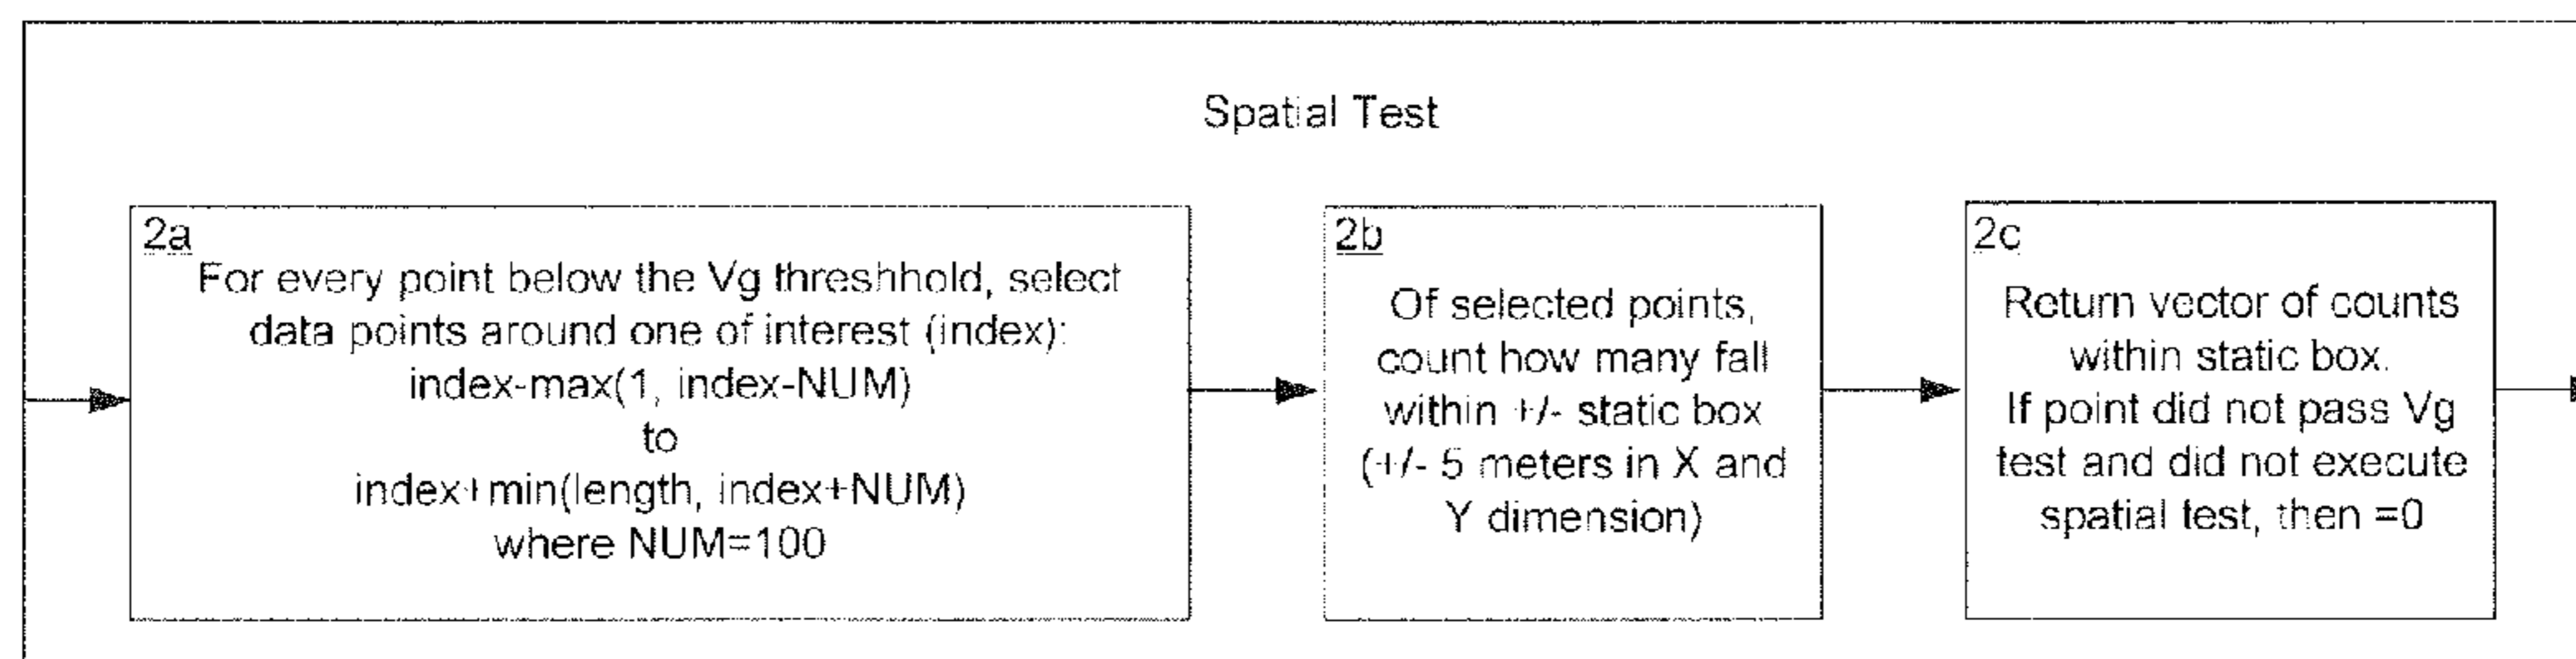 Spatial Test
2a
For every point below the Vg threshhold, select
data points around one of interest (index):
index-max(1, index-NUM)
to
index+min(length, index+NUM)
where NUM=100
2b
Of selected points,
count how many fall
within +/- static box
(+/- 5 meters in X and
Y dimension)
2c
Return vector of counts
within static box.
If point did not pass Vg
test and did not execute
spatial test, then =0